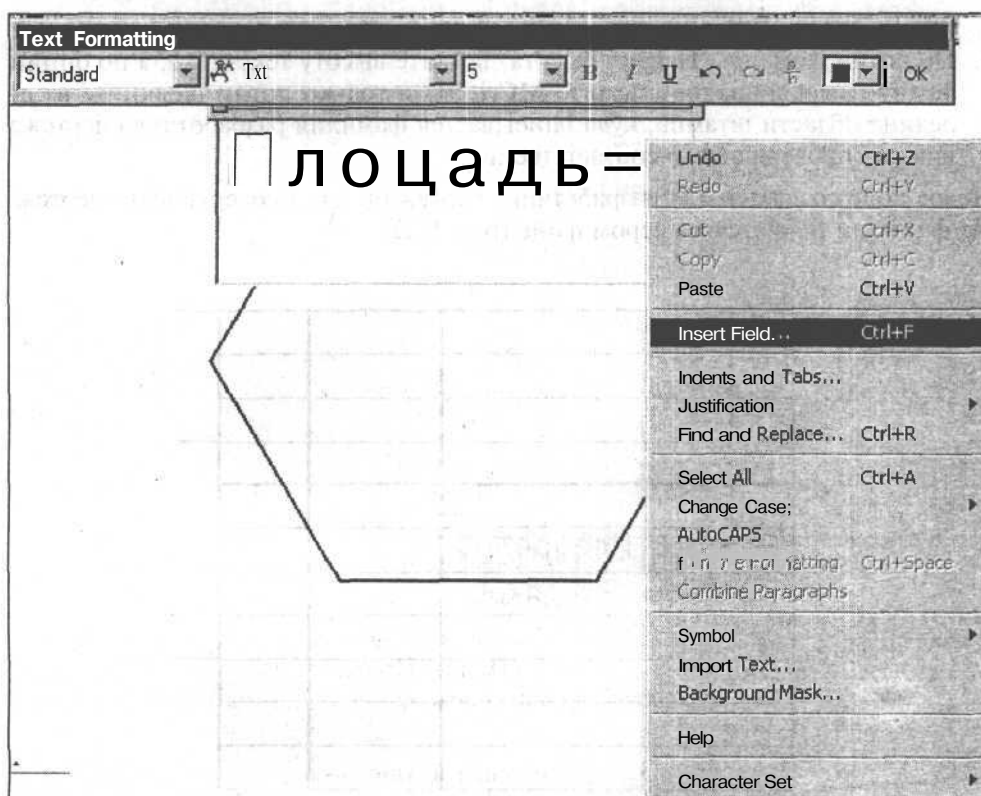 Text Formatting
Standard Txt 5 B I U OK
лоцадь=
Undo Ctrl+Z
Redo Ctrl+Y
Cut Ctrl+X
Copy Ctrl+C
Paste Ctrl+V
Insert Field... Ctrl+F
Indents and Tabs...
Justification
Find and Replace... Ctrl+R
Select All Ctrl+A
Change Case;
AutoCAPS
Ctrl+Space
Combine Paragraphs
Symbol
Import Text...
Background Mask...
Help
Character Set